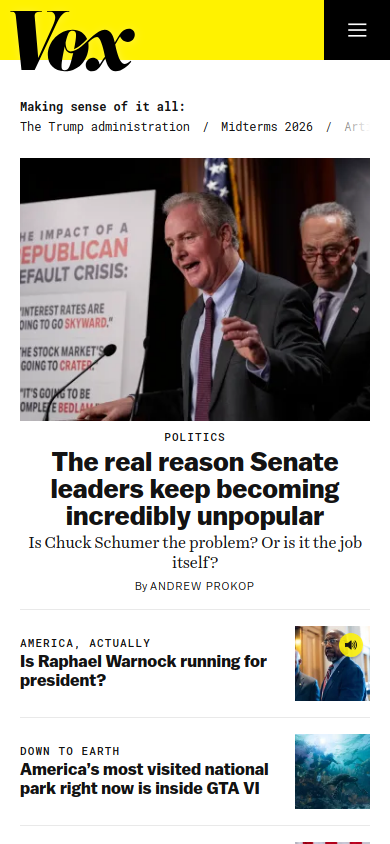 Vox
Making sense of it all:
The Trump administration / Midterms 2026 / Art
THE IMPACT OF A
REPUBLICAN
DEFAULT CRISIS:
"INTEREST RATES ARE
GOING TO GO SKYWARD."
"THE STOCK MARKET'S
GOING TO CRATER."
"IT'S GOING TO BE
COMPLETE BEDLAM
POLITICS
The real reason Senate
leaders keep becoming
incredibly unpopular
Is Chuck Schumer the problem? Or is it the job
itself?
By ANDREW PROKOP
AMERICA, ACTUALLY
Is Raphael Warnock running for
president?
DOWN TO EARTH
America's most visited national
park right now is inside GTA VI